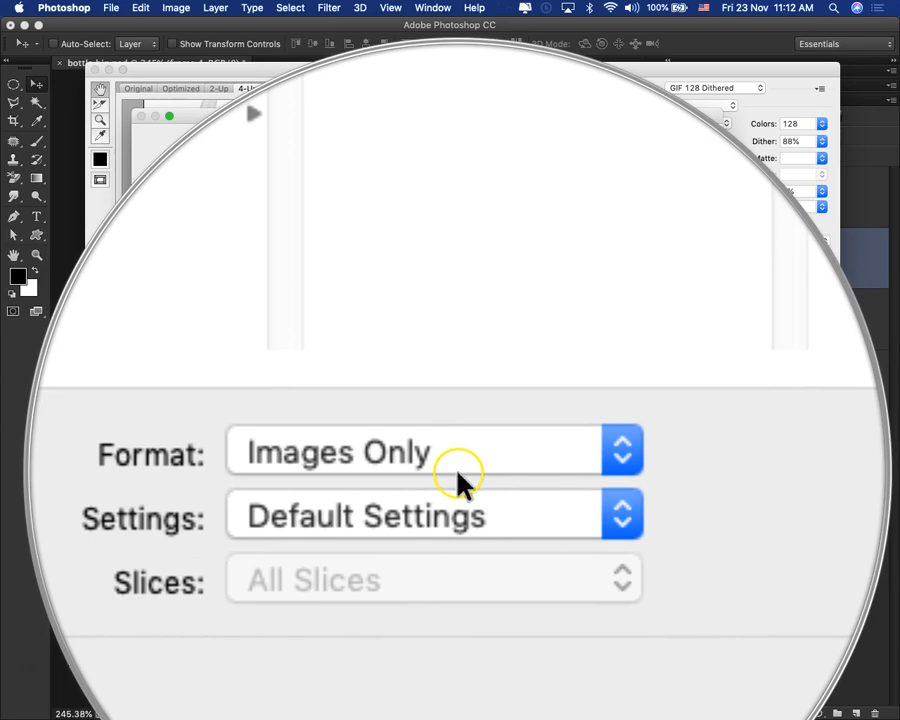 Photoshop File Edit Image Layer Type Select Filter 3D View Window Help 100% Fri 23 Nov 11:12 AM
Adobe Photoshop CC
Auto-Select: Layer Show Transform Controls Mode: Essentials
Original Optimized 2-Up
GIF 128 Dithered
Colors: 128
Dither: 88%
Matte:
Format: Images Only
Settings: Default Settings
Slices: All Slices
245.38%